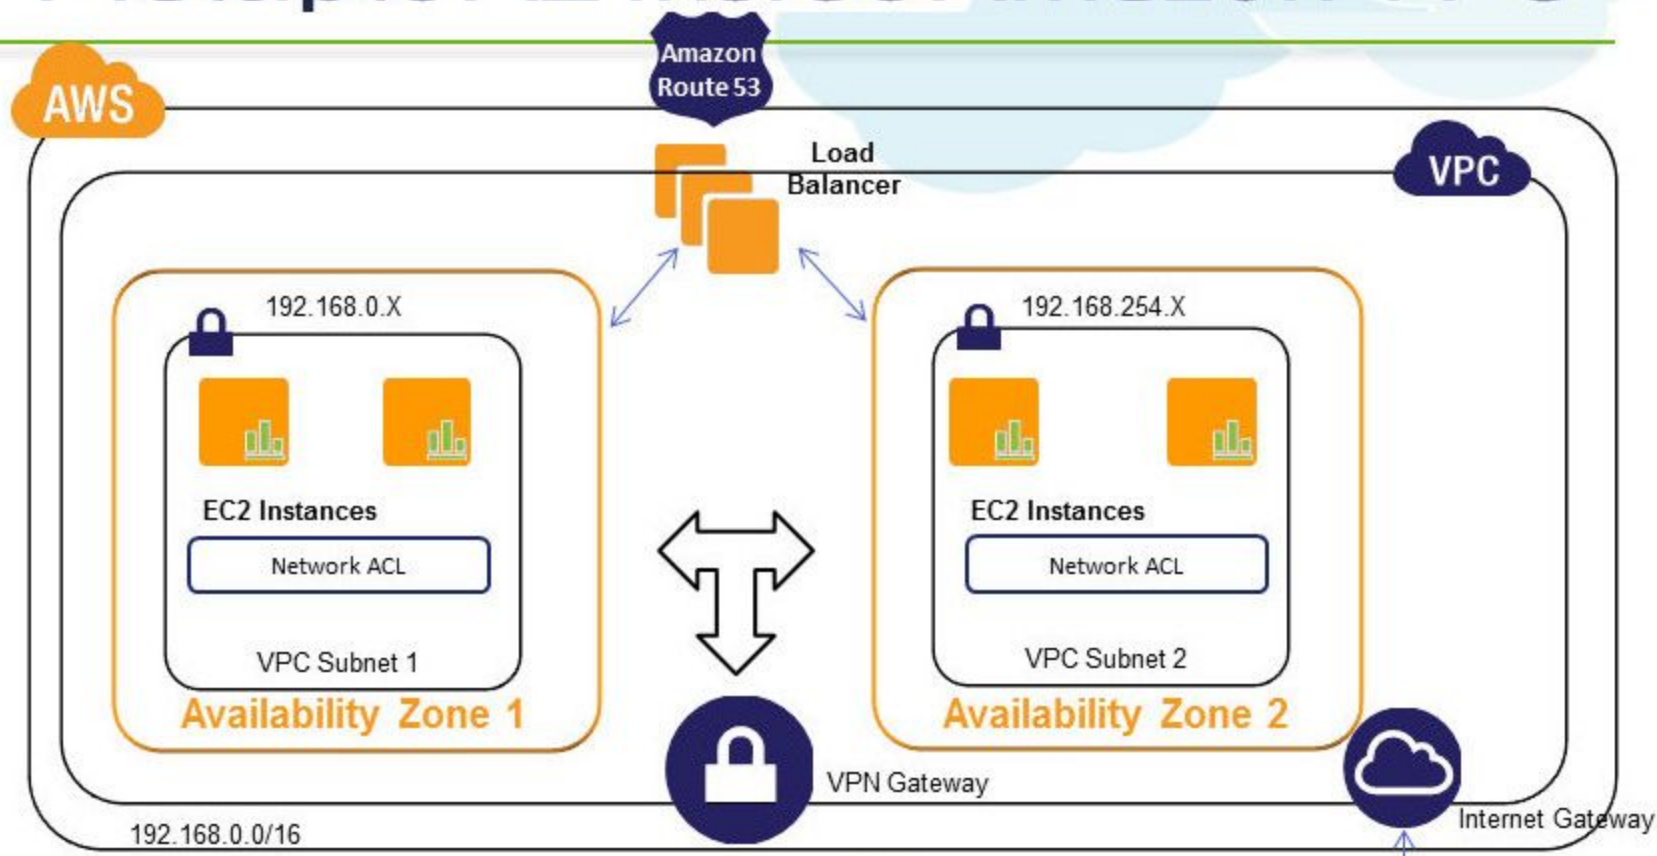 Amazon
Route 53
AWS
Load
Balancer
VPC
192.168.0.X
192.168.254.X
EC2 Instances
EC2 Instances
Network ACL
Network ACL
VPC Subnet 1
VPC Subnet 2
Availability Zone 1
Availability Zone 2
VPN Gateway
Internet Gateway
192.168.0.0/16